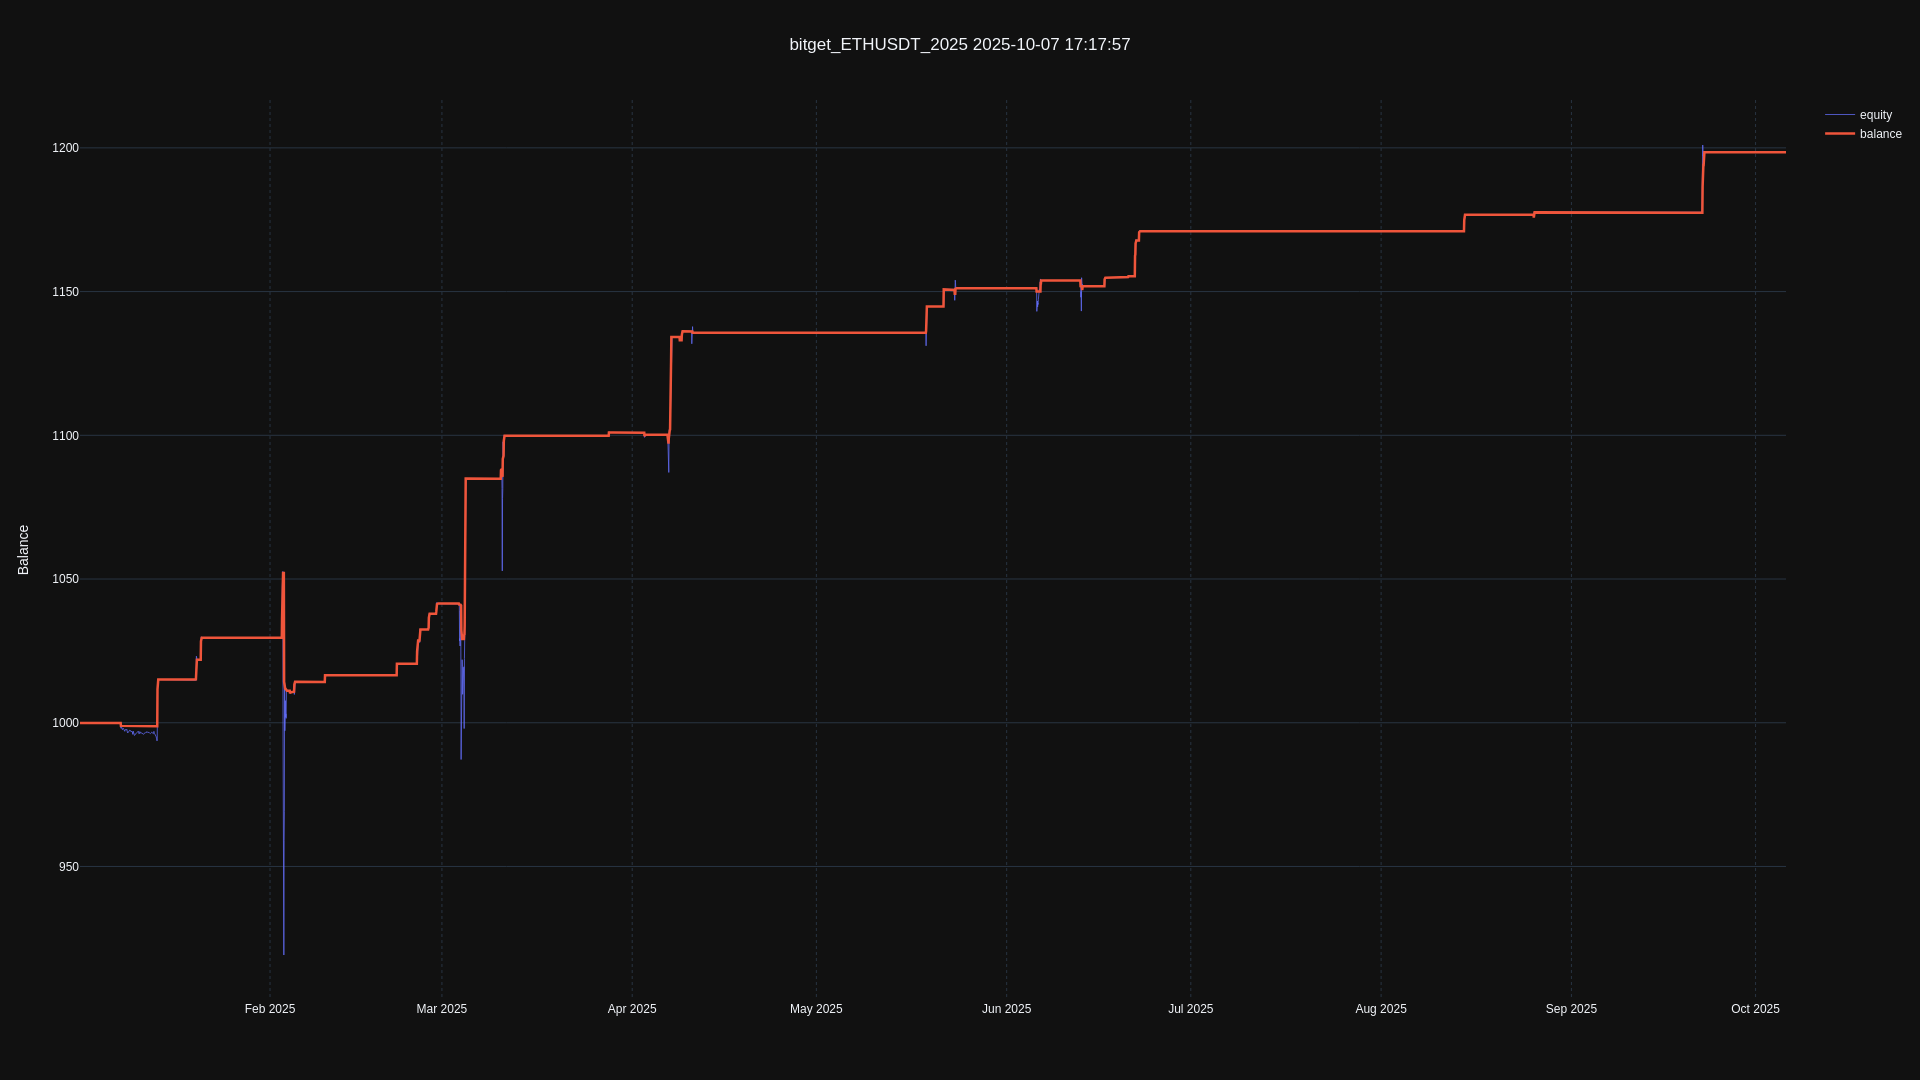 bitget_ETHUSDT_2025 2025-10-07 17:17:57
equity
balance
1200
1150
1100
1050
1000
950
Balance
Feb 2025
Mar 2025
Apr 2025
May 2025
Jun 2025
Jul 2025
Aug 2025
Sep 2025
Oct 2025